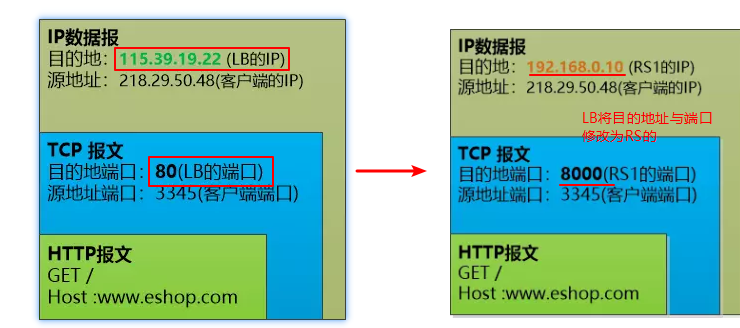 IP数据报
目的地：115.39.19.22 (LB的IP)
源地址：218.29.50.48(客户端的IP)
TCP 报文
目的地端口：80(LB的端口)
源地址端口：3345(客户端端口)
HTTP报文
GET /
Host :www.eshop.com
IP数据报
目的地：192.168.0.10 (RS1的IP)
源地址：218.29.50.48(客户端的IP)
LB将目的地址与端口
修改为RS的
TCP 报文
目的地端口：8000(RS1的端口)
源地址端口：3345(客户端端口)
HTTP报文
GET /
Host :www.eshop.com